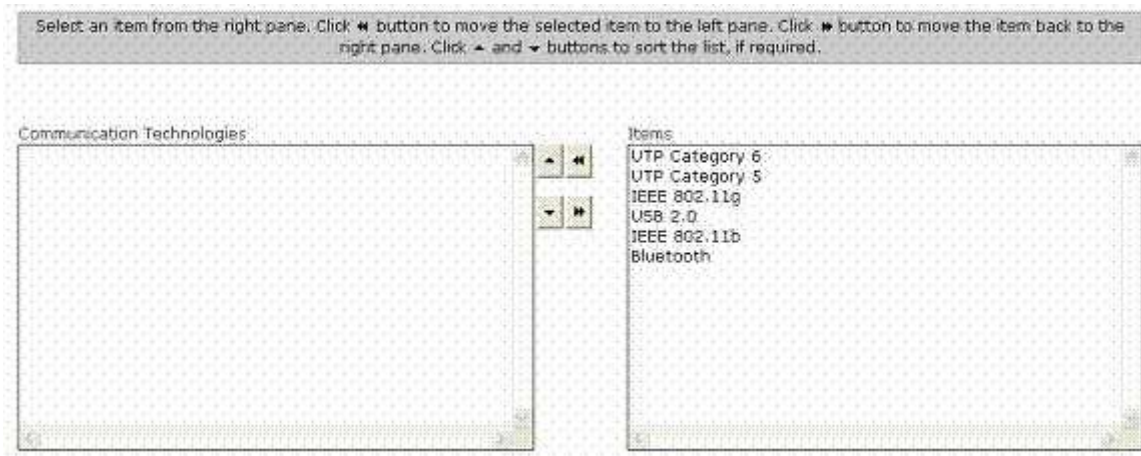 Select an item from the right pane. Click ◄◄ button to move the selected item to the left pane. Click ►► button to move the item back to the
right pane. Click ▲ and ▼ buttons to sort the list, if required.
Communication Technologies
Items
UTP Category 6
UTP Category 5
IEEE 802.11g
USB 2.0
IEEE 802.11b
Bluetooth